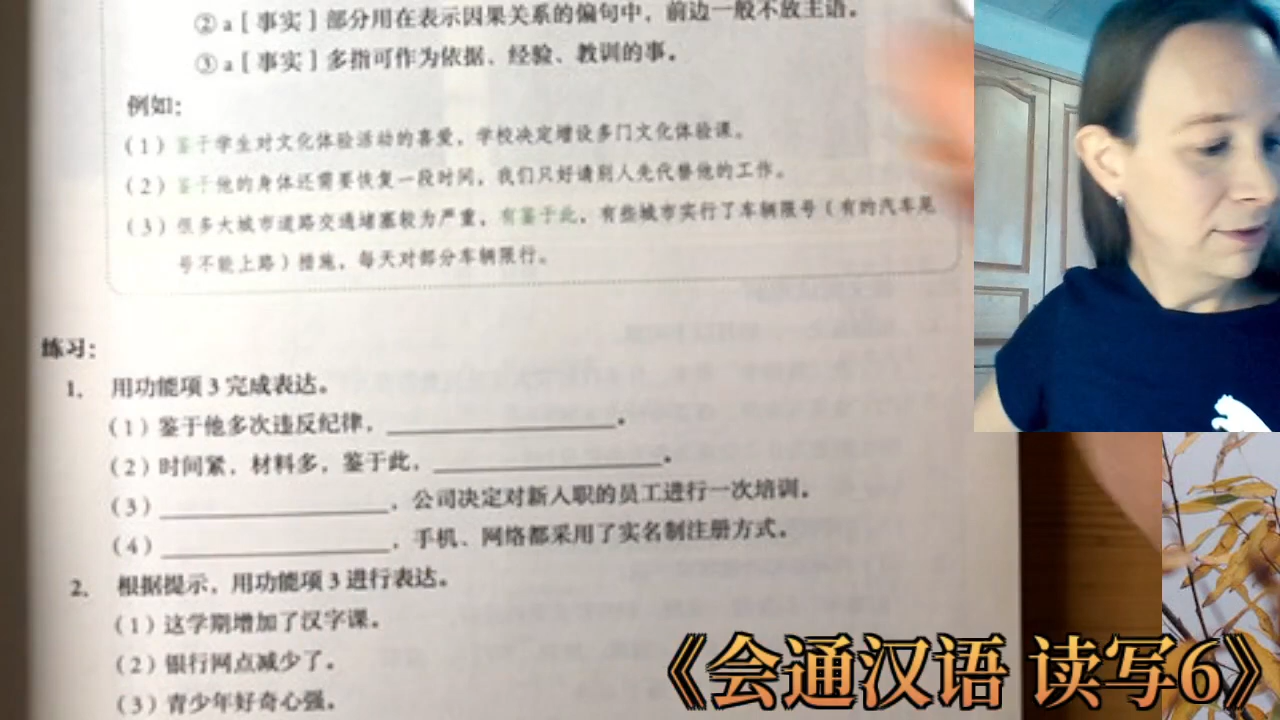 ② a [ 事实 ] 部分用在表示因果关系的偏句中，前边一般不放主语。
③ a [ 事实 ] 多指可作为依据、经验、教训的事。
例如：
（1）鉴于学生对文化体验活动的喜爱，学校决定增设多门文化体验课。
（2）鉴于他的身体还需要恢复一段时间，我们只好请别人先代替他的工作。
（3）很多大城市道路交通堵塞较为严重，有鉴于此，有些城市实行了车辆限号（有的汽车尾
号不能上路）措施，每天对部分车辆限行。
练习：
1. 用功能项 3 完成表达。
（1）鉴于他多次违反纪律，____________________。
（2）时间紧，材料多，鉴于此，____________________。
（3）____________________，公司决定对新入职的员工进行一次培训。
（4）____________________，手机、网络都采用了实名制注册方式。
2. 根据提示，用功能项 3 进行表达。
（1）这学期增加了汉字课。
（2）银行网点减少了。
（3）青少年好奇心强。
《会通汉语 读写6》